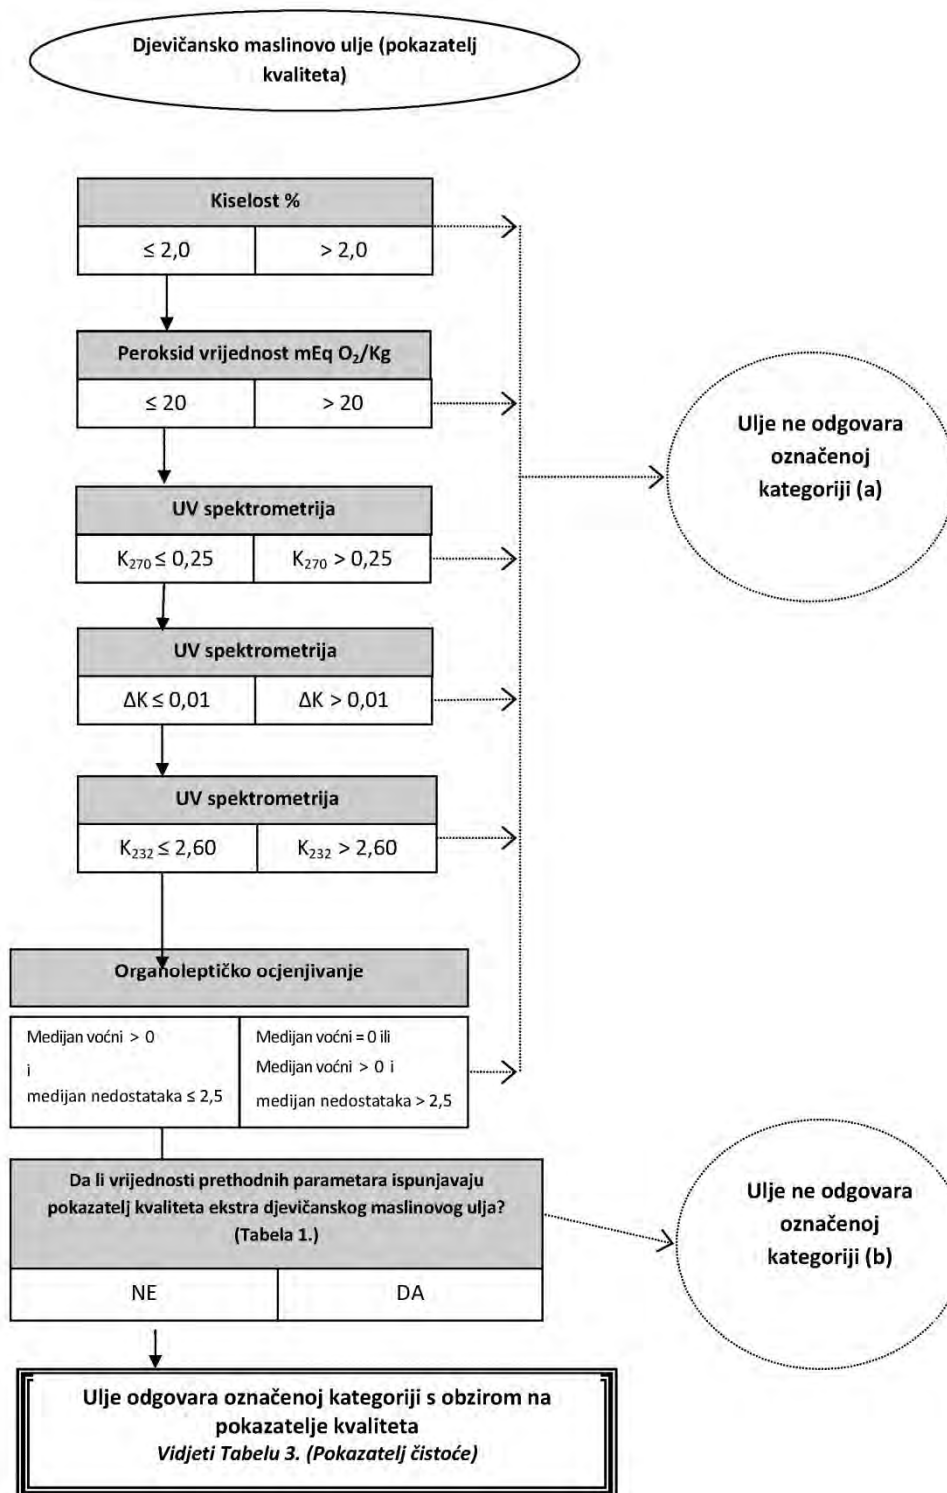 Djevičansko maslinovo ulje (pokazatelj
kvaliteta)
Kiselost %
≤ 2,0
> 2,0
Peroksid vrijednost mEq O₂/Kg
≤ 20
> 20
UV spektrometrija
K₂₇₀ ≤ 0,25
K₂₇₀ > 0,25
UV spektrometrija
ΔK ≤ 0,01
ΔK > 0,01
UV spektrometrija
K₂₃₂ ≤ 2,60
K₂₃₂ > 2,60
Ulje ne odgovara
označenoj
kategoriji (a)
Organoleptičko ocjenjivanje
Medijan voćni > 0
i
medijan nedostataka ≤ 2,5
Medijan voćni = 0 ili
Medijan voćni > 0 i
medijan nedostataka > 2,5
Da li vrijednosti prethodnih parametara ispunjavaju
pokazatelj kvaliteta ekstra djevičanskog maslinovog ulja?
(Tabela 1.)
NE
DA
Ulje ne odgovara
označenoj
kategoriji (b)
Ulje odgovara označenoj kategoriji s obzirom na
pokazatelje kvaliteta
Vidjeti Tabelu 3. (Pokazatelj čistoće)